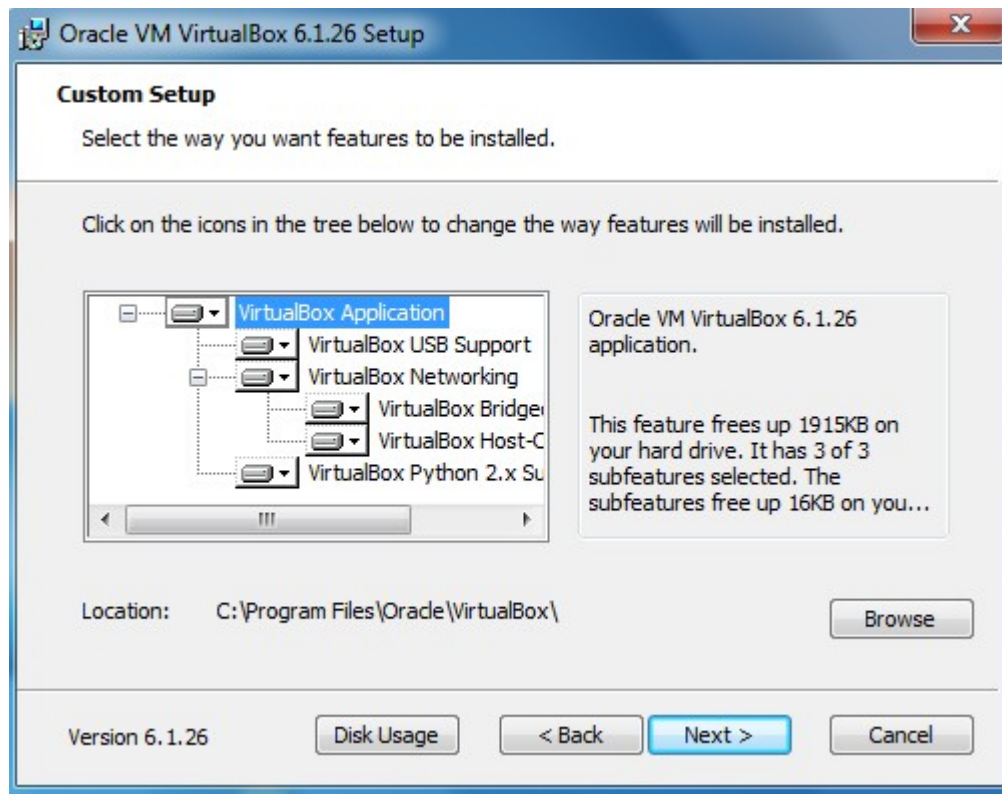 Oracle VM VirtualBox 6.1.26 Setup
X
Custom Setup
Select the way you want features to be installed.
Click on the icons in the tree below to change the way features will be installed.
VirtualBox Application
VirtualBox USB Support
VirtualBox Networking
VirtualBox Bridge
VirtualBox Host-C
VirtualBox Python 2.x Su
Oracle VM VirtualBox 6.1.26
application.
This feature frees up 1915KB on
your hard drive. It has 3 of 3
subfeatures selected. The
subfeatures free up 16KB on you...
Location: C:\Program Files\Oracle\VirtualBox\
Browse
Version 6.1.26 Disk Usage < Back Next > Cancel